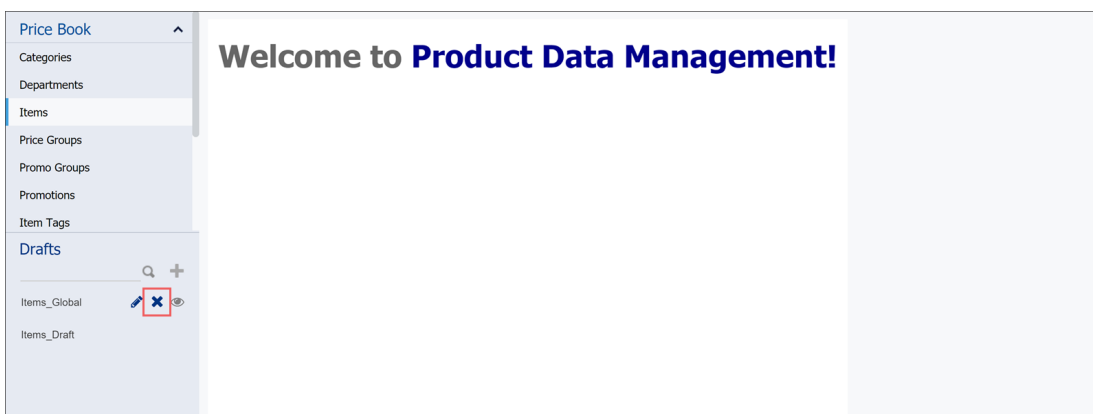 Price Book
Categories
Departments
Items
Price Groups
Promo Groups
Promotions
Item Tags
Drafts
Items_Global
Items_Draft
Welcome to Product Data Management!